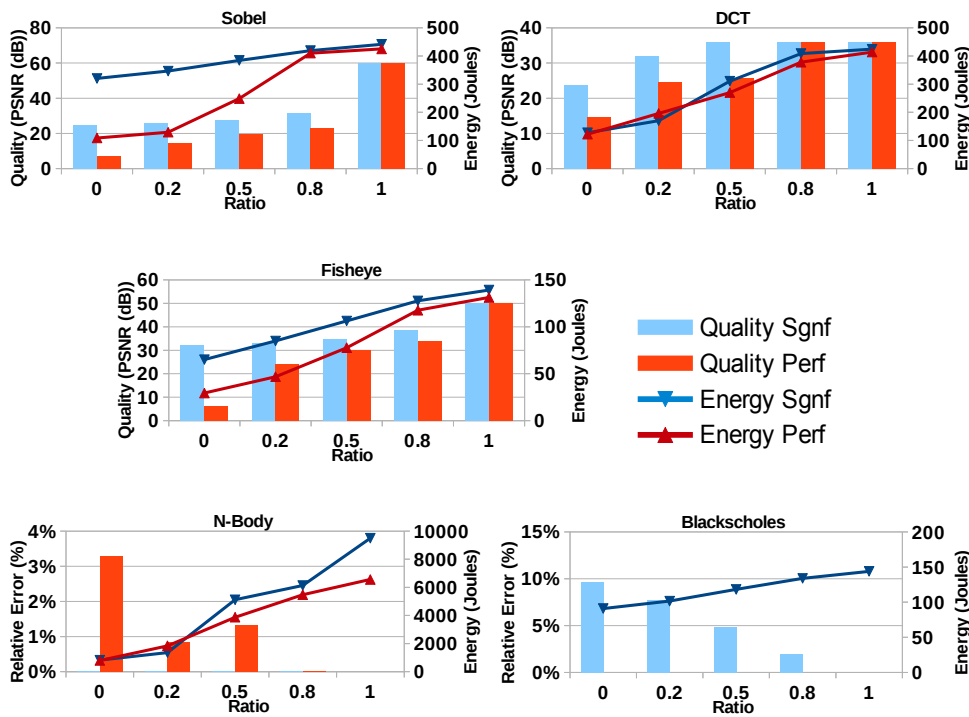 Sobel
Quality (PSNR (dB))
80
60
40
20
0
500
400
300
200
100
0
Energy (Joules)
0 0.2 0.5 0.8 1
Ratio
DCT
Quality (PSNR (dB))
40
30
20
10
0
500
400
300
200
100
0
Energy (Joules)
0 0.2 0.5 0.8 1
Ratio
Fisheye
Quality (PSNR (dB))
60
50
40
30
20
10
0
150
100
50
0
Energy (Joules)
0 0.2 0.5 0.8 1
Ratio
Quality Sgnf
Quality Perf
Energy Sgnf
Energy Perf
N-Body
Relative Error (%)
4%
3%
2%
1%
0%
10000
8000
6000
4000
2000
0
Energy (Joules)
0 0.2 0.5 0.8 1
Ratio
Blackscholes
Relative Error (%)
15%
10%
5%
0%
200
150
100
50
0
Energy (Joules)
0 0.2 0.5 0.8 1
Ratio